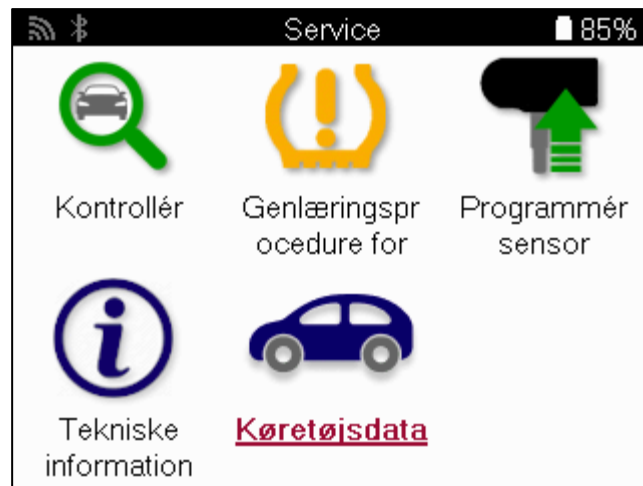 Service 85%
Kontrollér
Genlæringspr
ocedure for
Programmér
sensor
Tekniske
information
Køretøjsdata